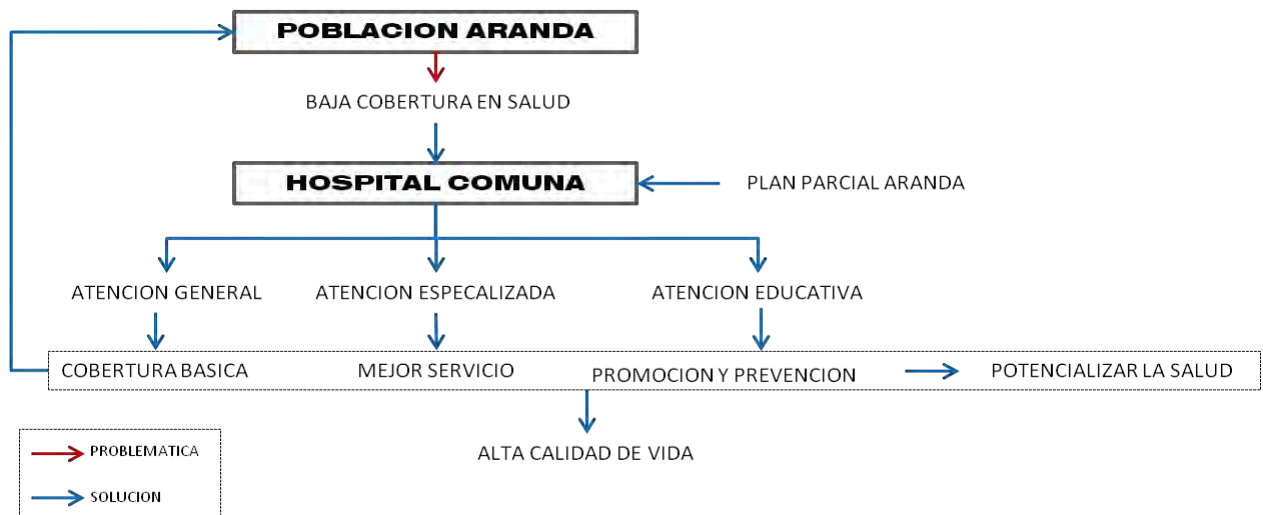 POBLACION ARANDA
BAJA COBERTURA EN SALUD
HOSPITAL COMUNA
PLAN PARCIAL ARANDA
ATENCION GENERAL
ATENCION ESPECALIZADA
ATENCION EDUCATIVA
COBERTURA BASICA
MEJOR SERVICIO
PROMOCION Y PREVENCION
POTENCIALIZAR LA SALUD
ALTA CALIDAD DE VIDA
PROBLEMATICA
SOLUCION